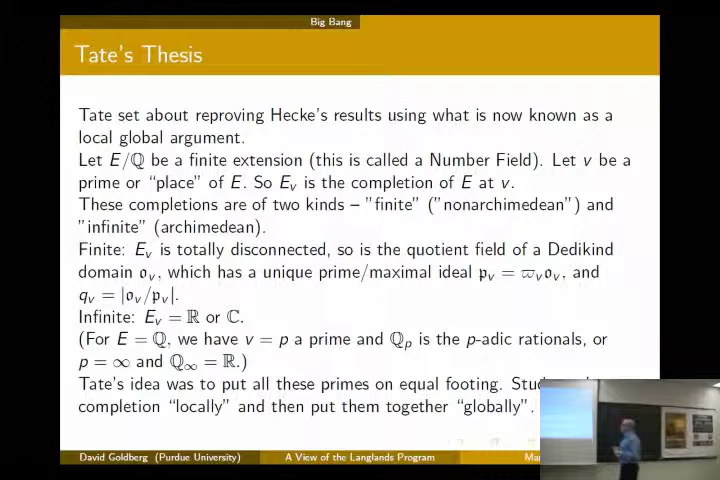 Big Bang
Tate's Thesis
Tate set about reproving Hecke's results using what is now known as a
local global argument.
Let E/ℚ be a finite extension (this is called a Number Field). Let v be a
prime or "place" of E. So E_v is the completion of E at v.
These completions are of two kinds – "finite" ("nonarchimedean") and
"infinite" (archimedean).
Finite: E_v is totally disconnected, so is the quotient field of a Dedikind
domain 𝔬_v, which has a unique prime/maximal ideal 𝔭_v = ϖ_v𝔬_v, and
q_v = |𝔬_v/𝔭_v|.
Infinite: E_v = ℝ or ℂ.
(For E = ℚ, we have v = p a prime and ℚ_p is the p-adic rationals, or
p = ∞ and ℚ_∞ = ℝ.)
Tate's idea was to put all these primes on equal footing.
completion "locally" and then put them together "globally".
David Goldberg (Purdue University) A View of the Langlands Program